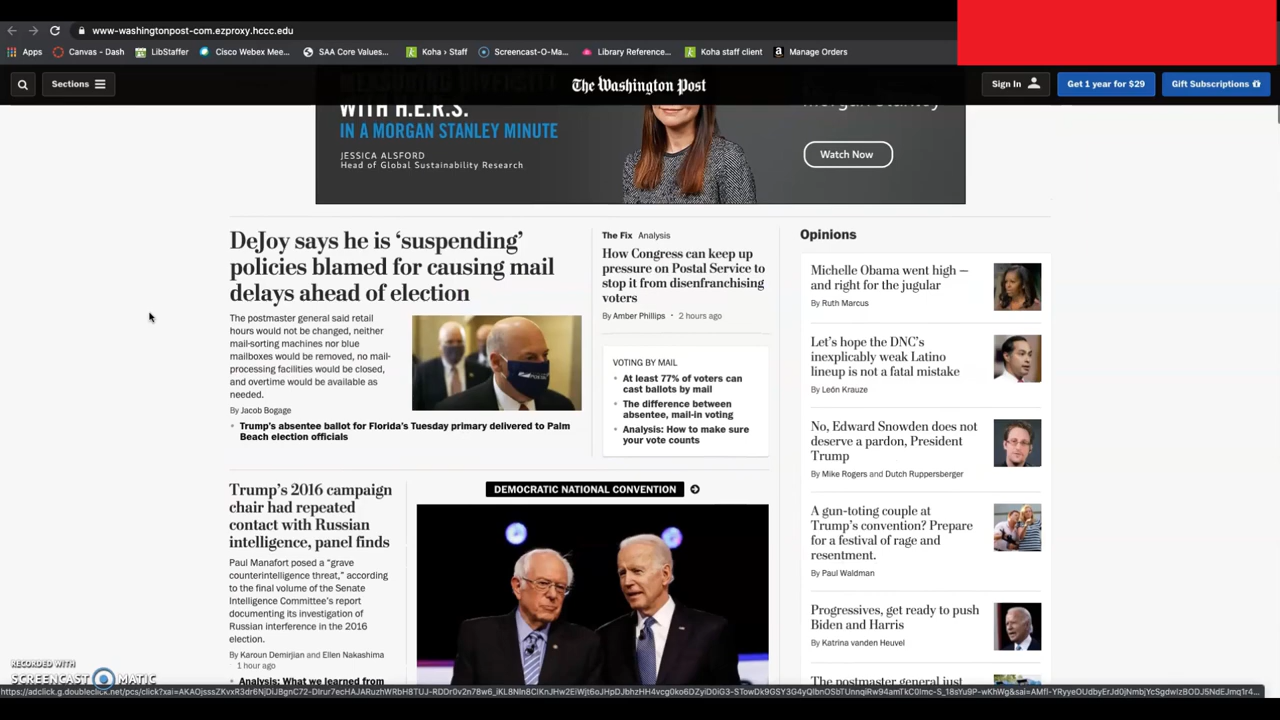 www-washingtonpost-com.ezproxy.hccc.edu
Apps Canvas - Dash LibStaffer Cisco Webex Mee... SAA Core Values... Koha › Staff Screencast-O-Ma... Library Reference... Koha staff client Manage Orders
Sections The Washington Post Sign In Get 1 year for $29 Gift Subscriptions
WITH H.E.R.S.
IN A MORGAN STANLEY MINUTE
JESSICA ALSFORD
Head of Global Sustainability Research
Morgan Stanley
Watch Now
DeJoy says he is ‘suspending’
policies blamed for causing mail
delays ahead of election
The postmaster general said retail
hours would not be changed, neither
mail-sorting machines nor blue
mailboxes would be removed, no mail-
processing facilities would be closed,
and overtime would be available as
needed.
By Jacob Bogage
• Trump’s absentee ballot for Florida’s Tuesday primary delivered to Palm
Beach election officials
The Fix Analysis
How Congress can keep up
pressure on Postal Service to
stop it from disenfranchising
voters
By Amber Phillips • 2 hours ago
VOTING BY MAIL
• At least 77% of voters can
cast ballots by mail
• The difference between
absentee, mail-in voting
• Analysis: How to make sure
your vote counts
Opinions
Michelle Obama went high —
and right for the jugular
By Ruth Marcus
Let’s hope the DNC’s
inexplicably weak Latino
lineup is not a fatal mistake
By León Krauze
No, Edward Snowden does not
deserve a pardon, President
Trump
By Mike Rogers and Dutch Ruppersberger
A gun-toting couple at
Trump’s convention? Prepare
for a festival of rage and
resentment.
By Paul Waldman
Progressives, get ready to push
Biden and Harris
By Katrina vanden Heuvel
The postmaster general just
Trump’s 2016 campaign
chair had repeated
contact with Russian
intelligence, panel finds
Paul Manafort posed a “grave
counterintelligence threat,” according
to the final volume of the Senate
Intelligence Committee’s report
documenting its investigation of
Russian interference in the 2016
election.
By Karoun Demirjian and Ellen Nakashima
• 1 hour ago
• Analysis: What we learned from
DEMOCRATIC NATIONAL CONVENTION
RECORDED WITH
SCREENCAST MATIC